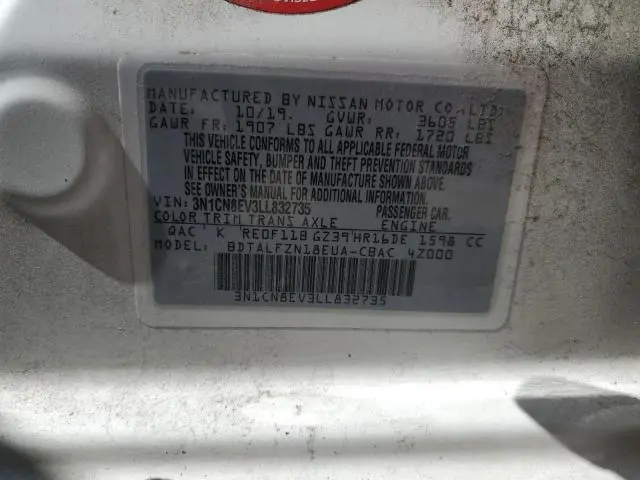 MANUFACTURED BY NISSAN MOTOR CO.,LTD.
DATE: 10/19. GVWR: 3605 LBS
GAWR FR: 1907 LBS GAWR RR: 1720 LBS
THIS VEHICLE CONFORMS TO ALL APPLICABLE FEDERAL MOTOR
VEHICLE SAFETY, BUMPER AND THEFT PREVENTION STANDARDS
IN EFFECT ON THE DATE OF MANUFACTURE SHOWN ABOVE.
SEE OWNER'S MANUAL FOR ADDITIONAL INFORMATION.
VIN: 3N1CN8EV3LL832735 PASSENGER CAR.
COLOR TRIM TRANS AXLE ENGINE
QAC K RE0F11B GZ39 HR16DE 1598 CC
MODEL: BDTALFZN18EUA-CBAC 4Z000
3N1CN8EV3LL832735